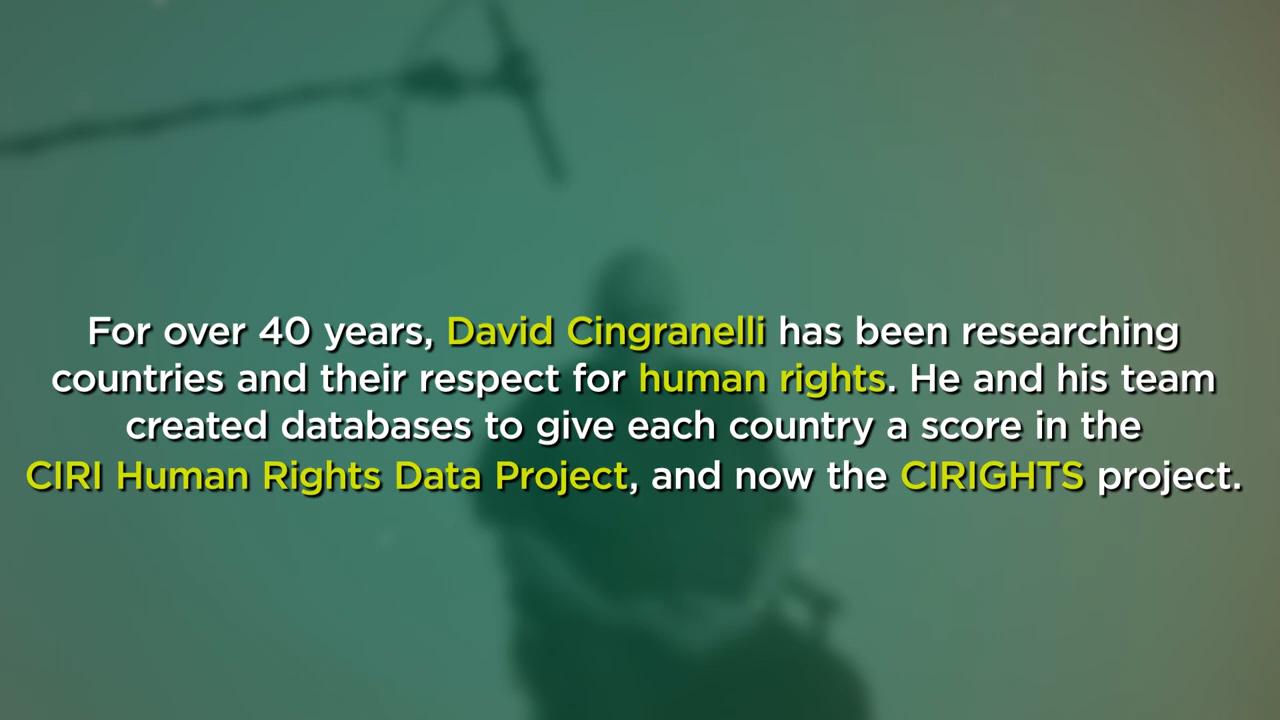 For over 40 years, David Cingranelli has been researching
countries and their respect for human rights. He and his team
created databases to give each country a score in the
CIRI Human Rights Data Project, and now the CIRIGHTS project.